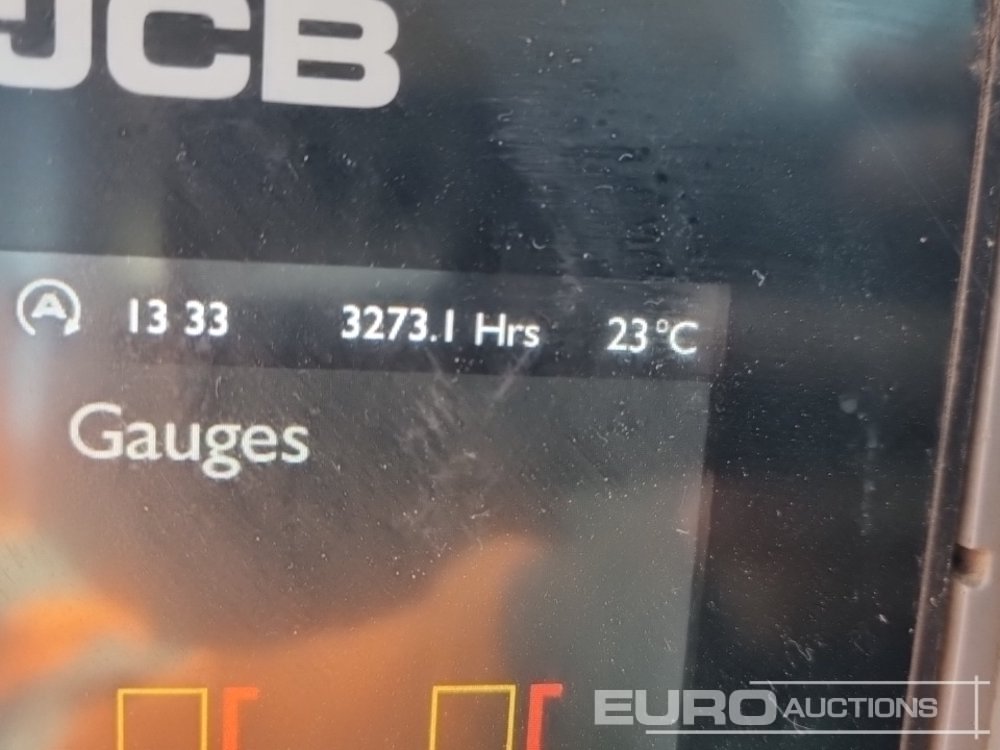 JCB
A 13 33 3273.1 Hrs 23°C
Gauges
EURO AUCTIONS